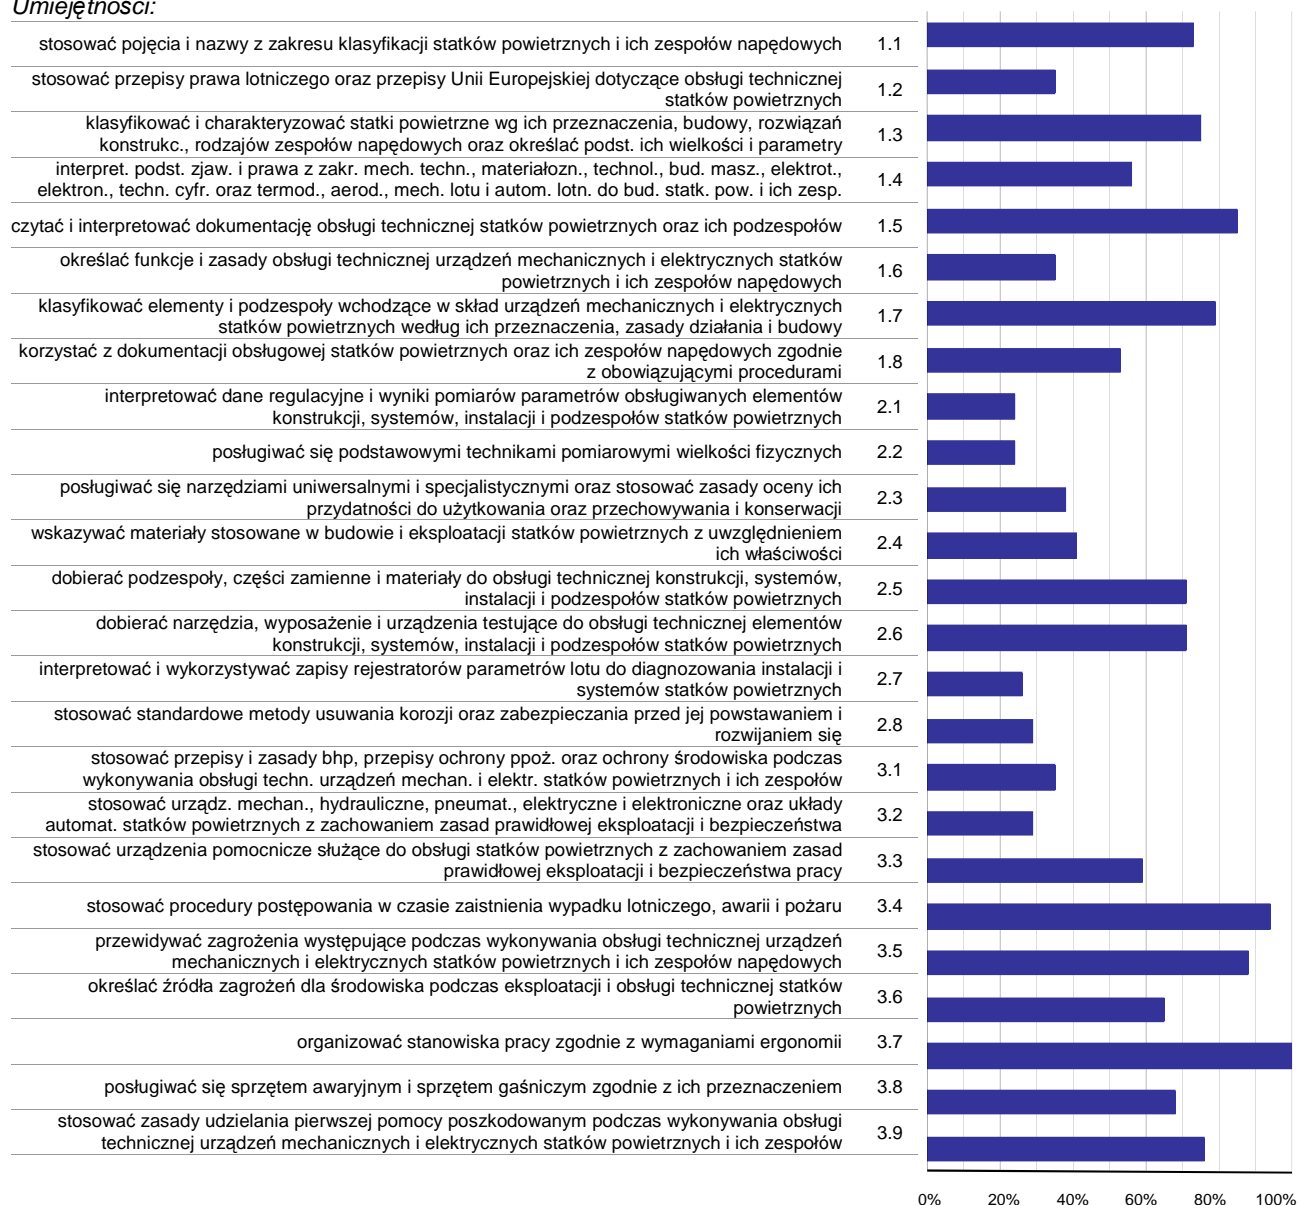 Umiejętności:
stosować pojęcia i nazwy z zakresu klasyfikacji statków powietrznych i ich zespołów napędowych 1.1
stosować przepisy prawa lotniczego oraz przepisy Unii Europejskiej dotyczące obsługi technicznej
statków powietrznych 1.2
klasyfikować i charakteryzować statki powietrzne wg ich przeznaczenia, budowy, rozwiązań
konstrukc., rodzajów zespołów napędowych oraz określać podst. ich wielkości i parametry 1.3
interpret. podst. zjaw. i prawa z zakr. mech. techn., materiałozn., technol., bud. masz., elektrot.,
elektron., techn. cyfr. oraz termod., aerod., mech. lotu i autom. lotn. do bud. statk. pow. i ich zesp. 1.4
czytać i interpretować dokumentację obsługi technicznej statków powietrznych oraz ich podzespołów 1.5
określać funkcje i zasady obsługi technicznej urządzeń mechanicznych i elektrycznych statków
powietrznych i ich zespołów napędowych 1.6
klasyfikować elementy i podzespoły wchodzące w skład urządzeń mechanicznych i elektrycznych
statków powietrznych według ich przeznaczenia, zasady działania i budowy 1.7
korzystać z dokumentacji obsługowej statków powietrznych oraz ich zespołów napędowych zgodnie
z obowiązującymi procedurami 1.8
interpretować dane regulacyjne i wyniki pomiarów parametrów obsługiwanych elementów
konstrukcji, systemów, instalacji i podzespołów statków powietrznych 2.1
posługiwać się podstawowymi technikami pomiarowymi wielkości fizycznych 2.2
posługiwać się narzędziami uniwersalnymi i specjalistycznymi oraz stosować zasady oceny ich
przydatności do użytkowania oraz przechowywania i konserwacji 2.3
wskazywać materiały stosowane w budowie i eksploatacji statków powietrznych z uwzględnieniem
ich właściwości 2.4
dobierać podzespoły, części zamienne i materiały do obsługi technicznej konstrukcji, systemów,
instalacji i podzespołów statków powietrznych 2.5
dobierać narzędzia, wyposażenie i urządzenia testujące do obsługi technicznej elementów
konstrukcji, systemów, instalacji i podzespołów statków powietrznych 2.6
interpretować i wykorzystywać zapisy rejestratorów parametrów lotu do diagnozowania instalacji i
systemów statków powietrznych 2.7
stosować standardowe metody usuwania korozji oraz zabezpieczania przed jej powstawaniem i
rozwijaniem się 2.8
stosować przepisy i zasady bhp, przepisy ochrony ppoż. oraz ochrony środowiska podczas
wykonywania obsługi techn. urządzeń mechan. i elektr. statków powietrznych i ich zespołów 3.1
stosować urządz. mechan., hydrauliczne, pneumat., elektryczne i elektroniczne oraz układy
automat. statków powietrznych z zachowaniem zasad prawidłowej eksploatacji i bezpieczeństwa 3.2
stosować urządzenia pomocnicze służące do obsługi statków powietrznych z zachowaniem zasad
prawidłowej eksploatacji i bezpieczeństwa pracy 3.3
stosować procedury postępowania w czasie zaistnienia wypadku lotniczego, awarii i pożaru 3.4
przewidywać zagrożenia występujące podczas wykonywania obsługi technicznej urządzeń
mechanicznych i elektrycznych statków powietrznych i ich zespołów napędowych 3.5
określać źródła zagrożeń dla środowiska podczas eksploatacji i obsługi technicznej statków
powietrznych 3.6
organizować stanowiska pracy zgodnie z wymaganiami ergonomii 3.7
posługiwać się sprzętem awaryjnym i sprzętem gaśniczym zgodnie z ich przeznaczeniem 3.8
stosować zasady udzielania pierwszej pomocy poszkodowanym podczas wykonywania obsługi
technicznej urządzeń mechanicznych i elektrycznych statków powietrznych i ich zespołów 3.9
0% 20% 40% 60% 80% 100%